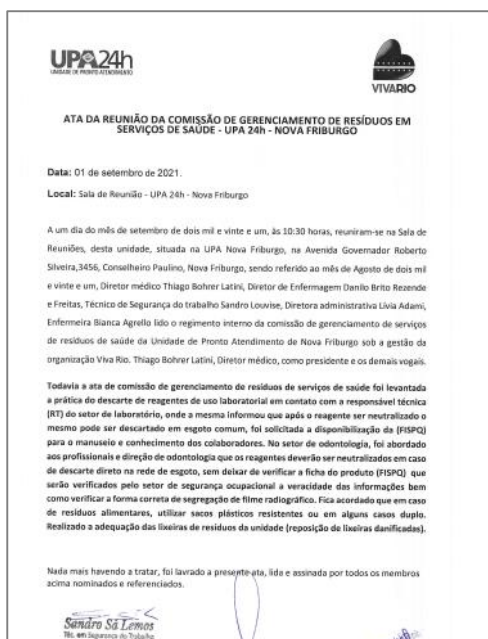 UPA24h
UNIDADE DE PRONTO ATENDIMENTO
VIVARIO
ATA DA REUNIÃO DA COMISSÃO DE GERENCIAMENTO DE RESÍDUOS EM
SERVIÇOS DE SAÚDE - UPA 24h - NOVA FRIBURGO
Data: 01 de setembro de 2021.
Local: Sala de Reunião - UPA 24h - Nova Friburgo
A um dia do mês de setembro de dois mil e vinte e um, às 10:30 horas, reuniram-se na Sala de
Reuniões, desta unidade, situada na UPA Nova Friburgo, na Avenida Governador Roberto
Silveira,3456, Conselheiro Paulino, Nova Friburgo, sendo referido ao mês de Agosto de dois mil
e vinte e um, Diretor médico Thiago Bohrer Latini, Diretor de Enfermagem Danilo Brito Rezende
e Freitas, Técnico de Segurança do trabalho Sandro Louvise, Diretora administrativa Lívia Adami,
Enfermeira Bianca Agrello lido o regimento interno da comissão de gerenciamento de serviços
de resíduos de saúde da Unidade de Pronto Atendimento de Nova Friburgo sob a gestão da
organização Viva Rio. Thiago Bohrer Latini, Diretor médico, como presidente e os demais vogais.
Todavia a ata de comissão de gerenciamento de resíduos de serviços de saúde foi levantada
a prática do descarte de reagentes de uso laboratorial em contato com a responsável técnica
(RT) do setor de laboratório, onde a mesma informou que após o reagente ser neutralizado o
mesmo pode ser descartado em esgoto comum, foi solicitada a disponibilização da (FISPQ)
para o manuseio e conhecimento dos colaboradores. No setor de odontologia, foi abordado
aos profissionais e direção de odontologia que os reagentes deverão ser neutralizados em caso
de descarte direto na rede de esgoto, sem deixar de verificar a ficha do produto (FISPQ) que
serão verificados pelo setor de segurança ocupacional a veracidade das informações bem
como verificar a forma correta de segregação de filme radiográfico. Fica acordado que em caso
de resíduos alimentares, utilizar sacos plásticos resistentes ou em alguns casos duplo.
Realizado a adequação das lixeiras de resíduos da unidade (reposição de lixeiras danificadas).
Nada mais havendo a tratar, foi lavrado a presente ata, lida e assinada por todos os membros
acima nominados e referenciados.
Sandro Sá Lemos
Téc. em Segurança do Trabalho